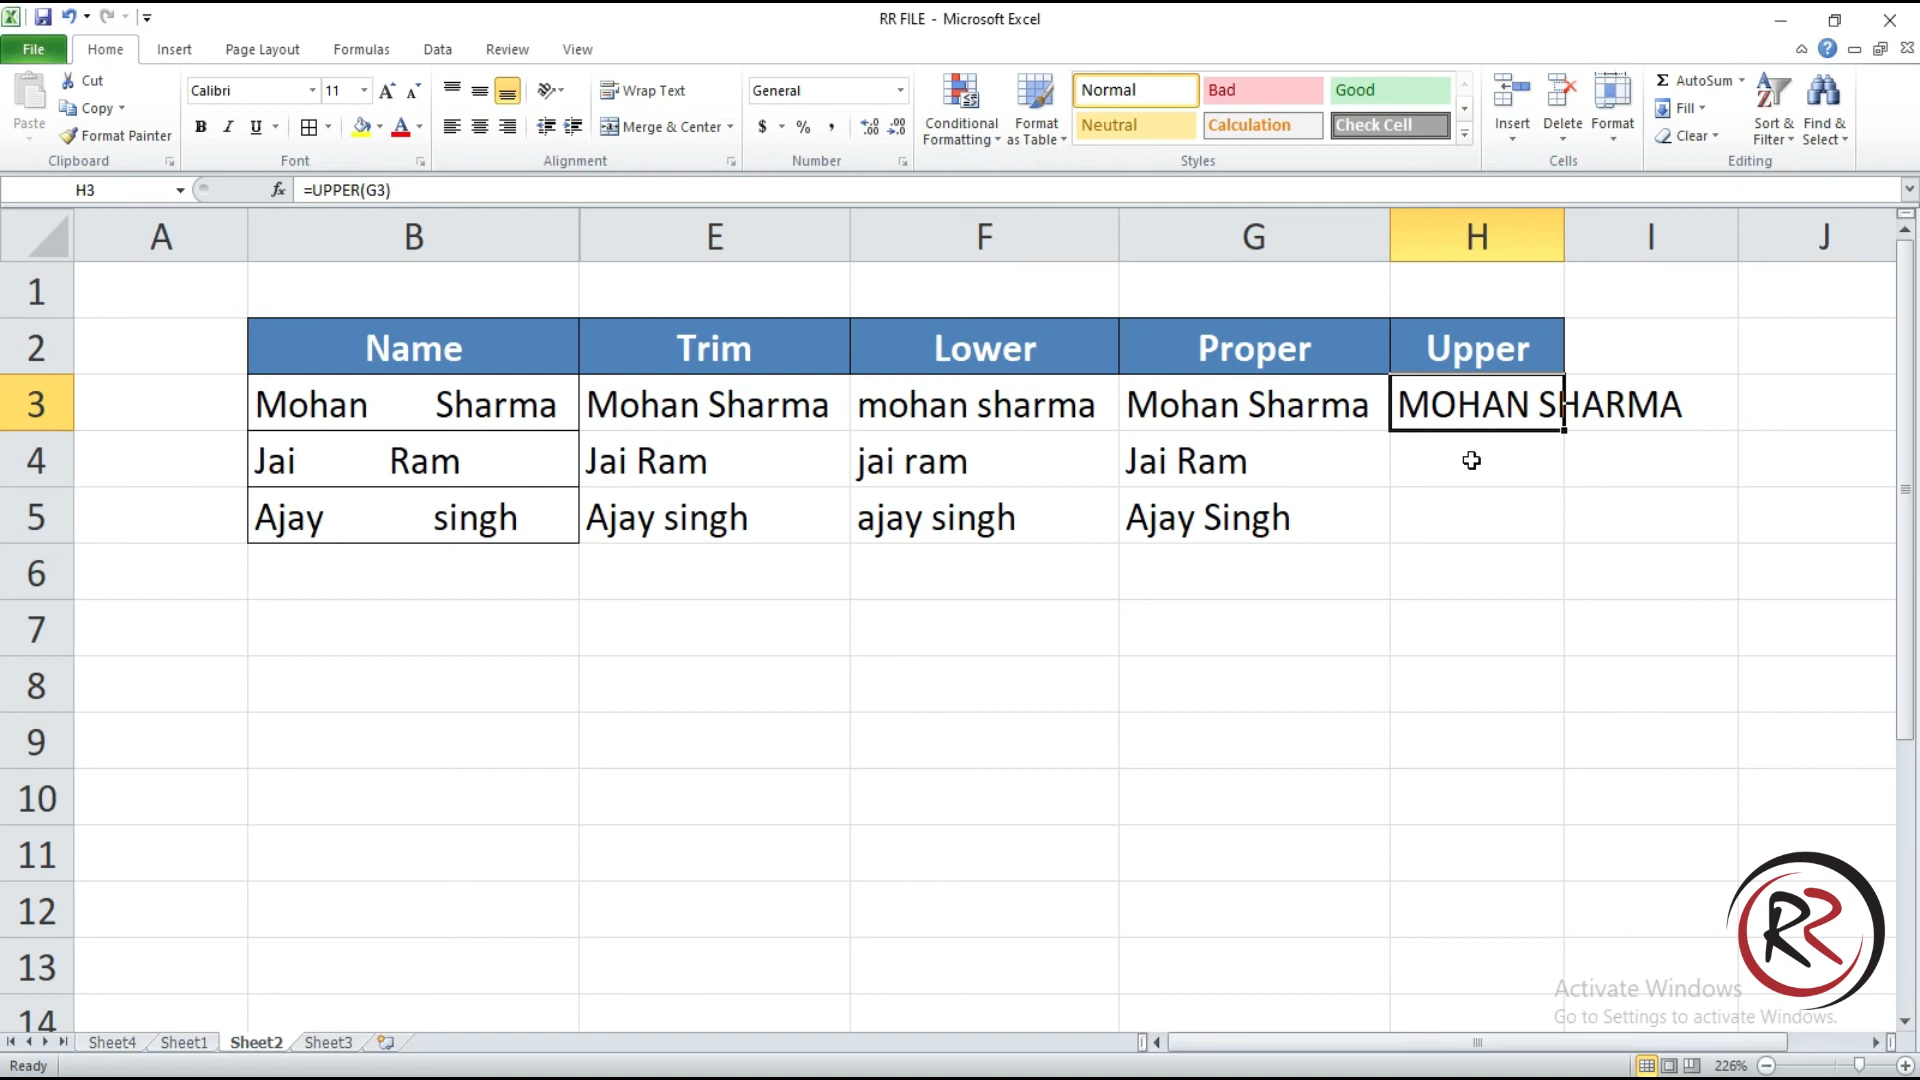 RR FILE - Microsoft Excel
File Home Insert Page Layout Formulas Data Review View
Paste
Cut
Copy
Format Painter
Clipboard
Calibri 11
B I U
Font
Wrap Text
Merge & Center
Alignment
General
$ % ,
Number
Conditional Formatting
Format as Table
Normal Bad Good
Neutral Calculation Check Cell
Styles
Insert Delete Format
Cells
Σ AutoSum
Fill
Clear
Sort & Filter
Find & Select
Editing
H3 fx =UPPER(G3)
A B E F G H I J
1
2 Name Trim Lower Proper Upper
3 Mohan Sharma Mohan Sharma mohan sharma Mohan Sharma MOHAN SHARMA
4 Jai Ram Jai Ram jai ram Jai Ram
5 Ajay singh Ajay singh ajay singh Ajay Singh
6
7
8
9
10
11
12
13
14
RR
Activate Windows
Go to Settings to activate Windows.
Sheet4 Sheet1 Sheet2 Sheet3
Ready 226%